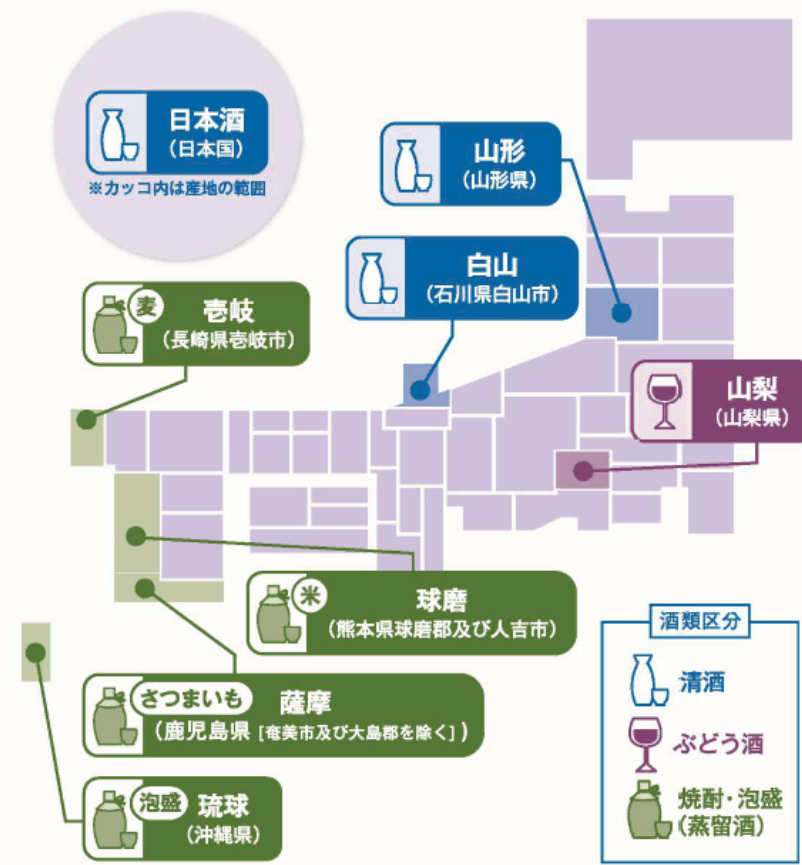 日本酒
(日本国)
※カッコ内は産地の範囲
山形
(山形県)
白山
(石川県白山市)
麦
壱岐
(長崎県壱岐市)
山梨
(山梨県)
米
球磨
(熊本県球磨郡及び人吉市)
さつまいも
薩摩
(鹿児島県 [奄美市及び大島郡を除く] )
泡盛
琉球
(沖縄県)
酒類区分
清酒
ぶどう酒
焼酎・泡盛
(蒸留酒)